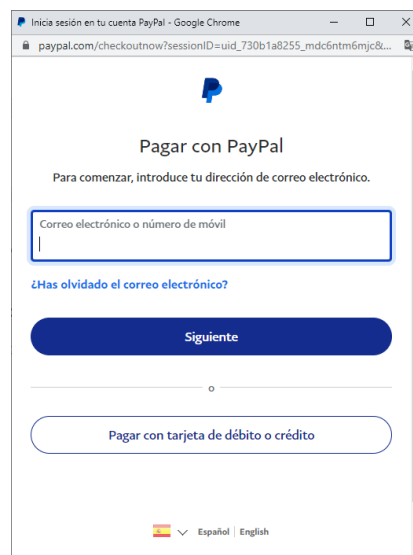 Inicia sesión en tu cuenta PayPal - Google Chrome
paypal.com/checkoutnow?sessionID=uid_730b1a8255_mdc6ntm6mjc&...
Pagar con PayPal
Para comenzar, introduce tu dirección de correo electrónico.
Correo electrónico o número de móvil
¿Has olvidado el correo electrónico?
Siguiente
o
Pagar con tarjeta de débito o crédito
Español | English